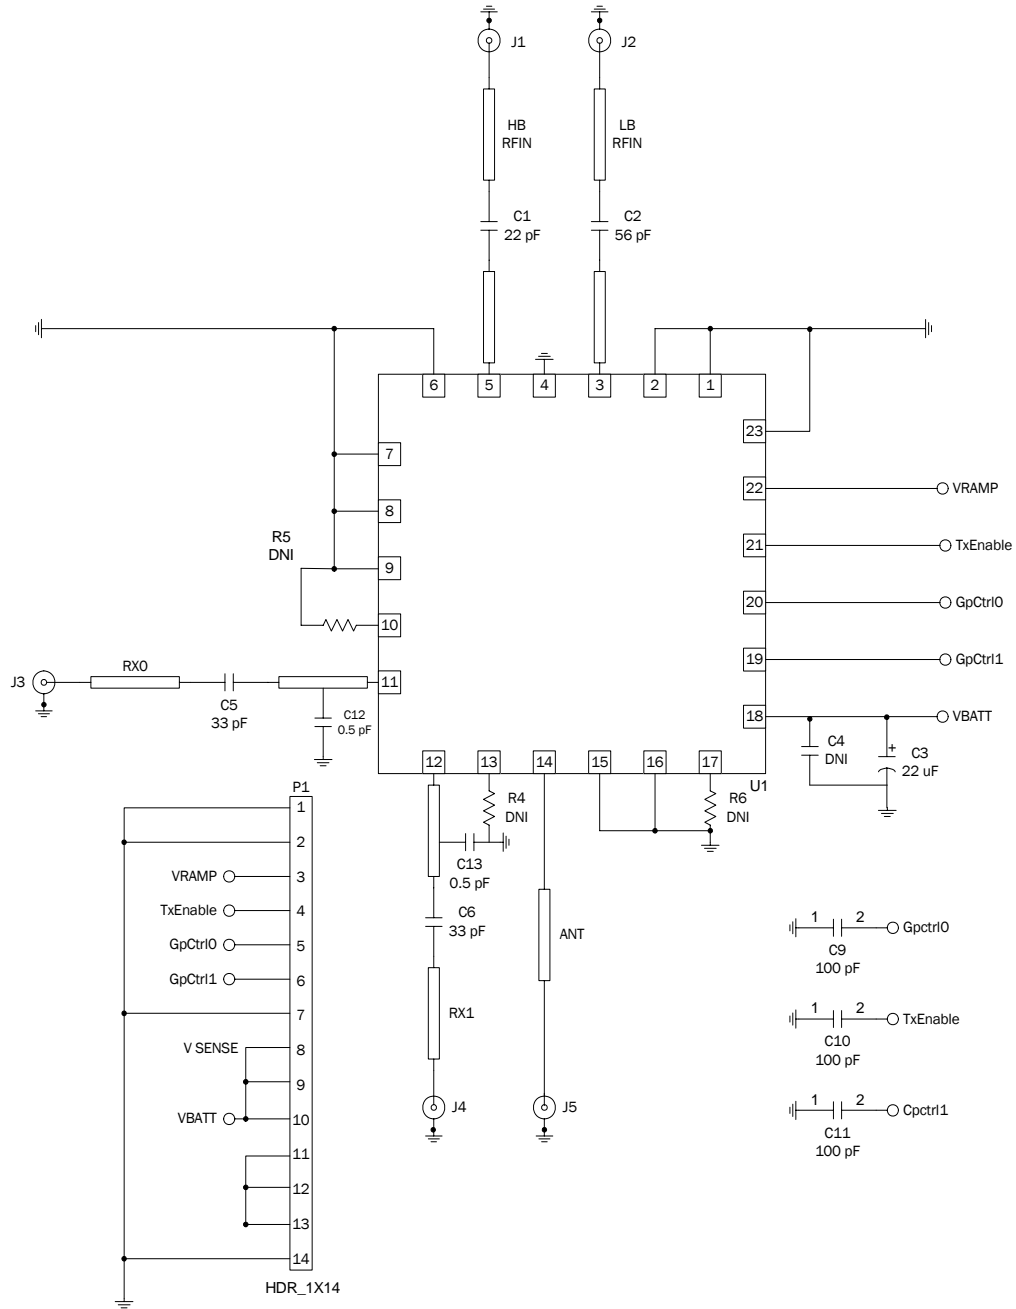 J1
J2
HB
RFIN
LB
RFIN
C1
22 pF
C2
56 pF
6
5
4
3
2
1
23
7
22
VRAMP
8
21
TxEnable
R5
DNI
9
20
GpCtrl0
10
19
GpCtrl1
J3
RX0
11
C5
33 pF
C12
0.5 pF
18
VBATT
C4
DNI
+
C3
22 uF
12
13
14
15
16
17
U1
R4
DNI
R6
DNI
C13
0.5 pF
C6
33 pF
ANT
RX1
J4
J5
P1
1
2
VRAMP
3
TxEnable
4
GpCtrl0
5
GpCtrl1
6
7
V SENSE
8
9
VBATT
10
11
12
13
14
HDR_1X14
1
2
Gpctrl0
C9
100 pF
1
2
TxEnable
C10
100 pF
1
2
Cpctrl1
C11
100 pF